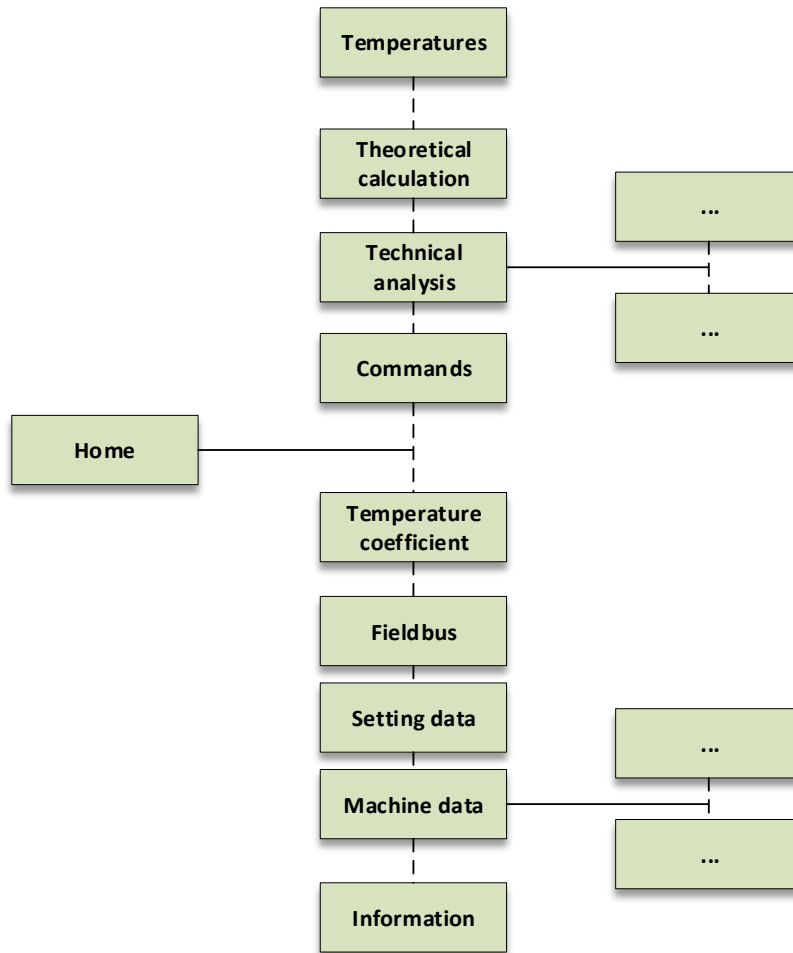 Temperatures
Theoretical
calculation
...
Technical
analysis
...
Commands
Home
Temperature
coefficient
Fieldbus
Setting data
...
Machine data
...
Information